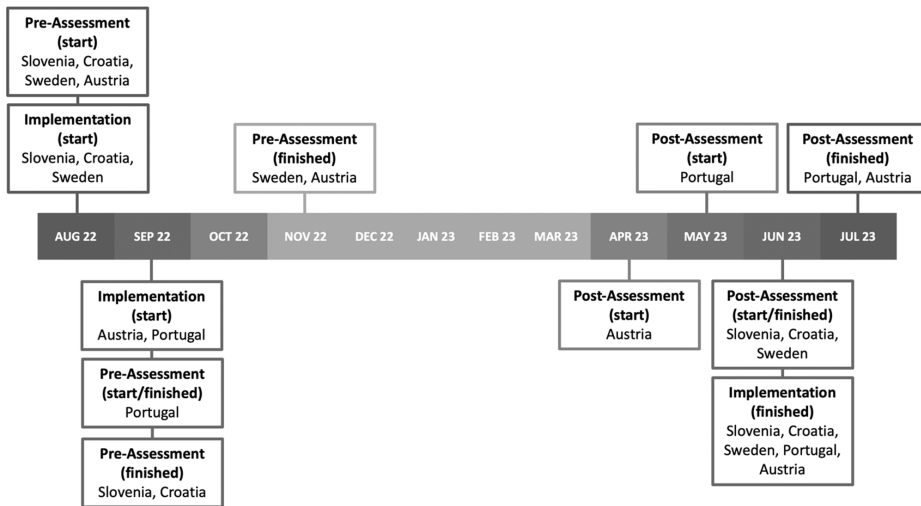 Pre-Assessment
(start)
Slovenia, Croatia,
Sweden, Austria
Implementation
(start)
Slovenia, Croatia,
Sweden
Pre-Assessment
(finished)
Sweden, Austria
Post-Assessment
(start)
Portugal
Post-Assessment
(finished)
Portugal, Austria
AUG 22 SEP 22 OCT 22 NOV 22 DEC 22 JAN 23 FEB 23 MAR 23 APR 23 MAY 23 JUN 23 JUL 23
Implementation
(start)
Austria, Portugal
Pre-Assessment
(start/finished)
Portugal
Pre-Assessment
(finished)
Slovenia, Croatia
Post-Assessment
(start)
Austria
Post-Assessment
(start/finished)
Slovenia, Croatia,
Sweden
Implementation
(finished)
Slovenia, Croatia,
Sweden, Portugal,
Austria